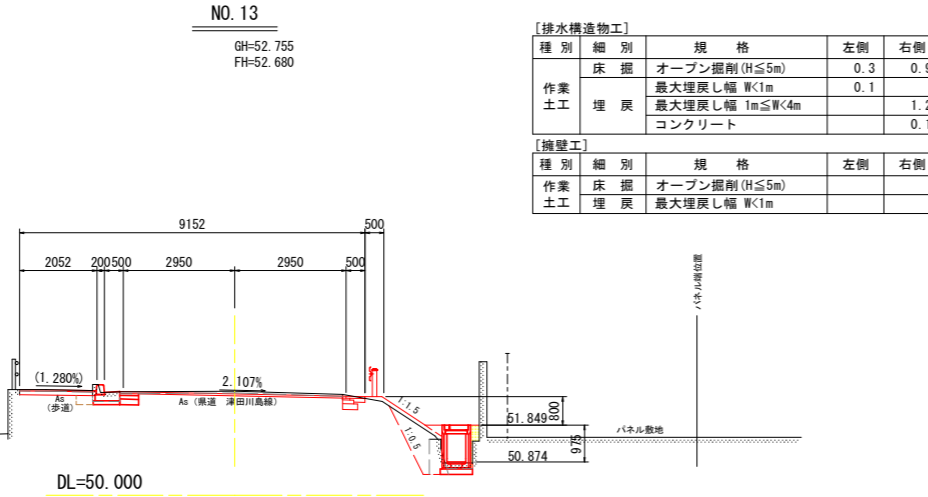 NO. 13
GH=52.755
FH=52.680
[排水構造物工]
種 別 細 別 規 格 左側 右側
作業土工 床 掘 オープン掘削(H≦5m) 0.3 0.9
埋 戻 最大埋戻し幅 W<1m 0.1
最大埋戻し幅 1m≦W<4m 1.2
コンクリート 0.1
[擁壁工]
種 別 細 別 規 格 左側 右側
作業土工 床 掘 オープン掘削(H≦5m)
埋 戻 最大埋戻し幅 W<1m
9152 500
2052 200 500 2950 2950 500
パネル端位置
(1.280%)
2.107%
As
(歩道)
As (県道 津田川島線)
1:1.5
1:0.5
51.849
800
パネル敷地
975
50.874
DL=50.000